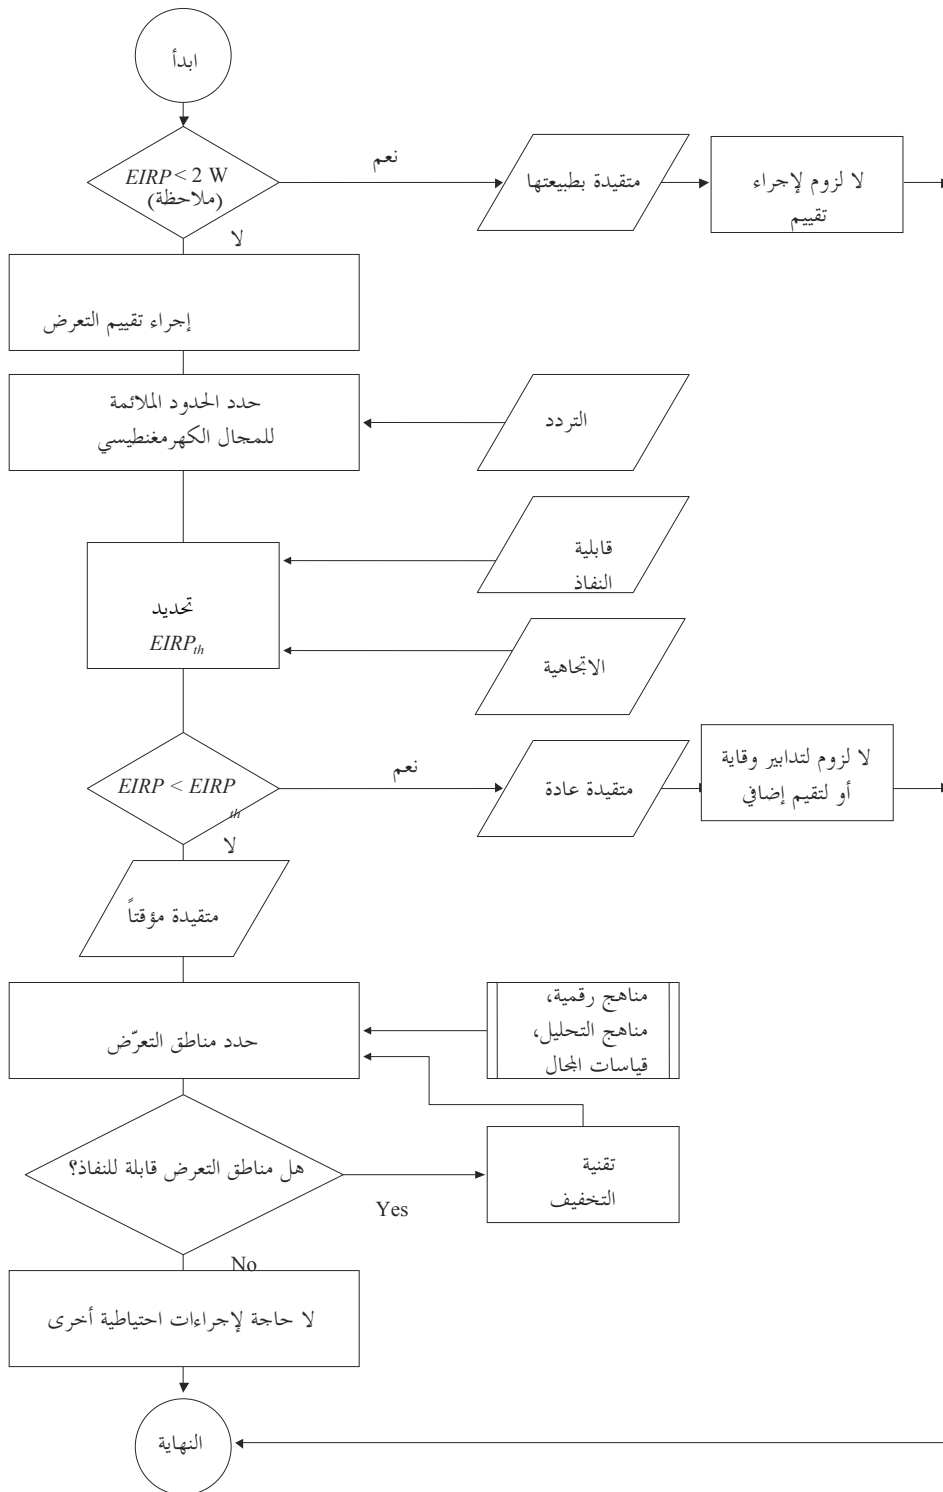 ابدأ
EIRP < 2 W
(ملاحظة)
نعم
متقيدة بطبيعتها
لا لزوم لإجراء
تقييم
لا
إجراء تقييم التعرض
حدد الحدود الملائمة
للمجال الكهرمغنطيسي
التردد
قابلية
النفاذ
تحديد
EIRPth
الاتجاهية
EIRP < EIRP
th
نعم
متقيدة عادة
لا لزوم لتدابير وقاية
أو لتقيم إضافي
لا
متقيدة مؤقتاً
حدد مناطق التعرّض
مناهج رقمية،
مناهج التحليل،
قياسات المجال
هل مناطق التعرض قابلة للنفاذ؟
Yes
تقنية
التخفيف
No
لا حاجة لإجراءات احتياطية أخرى
النهاية